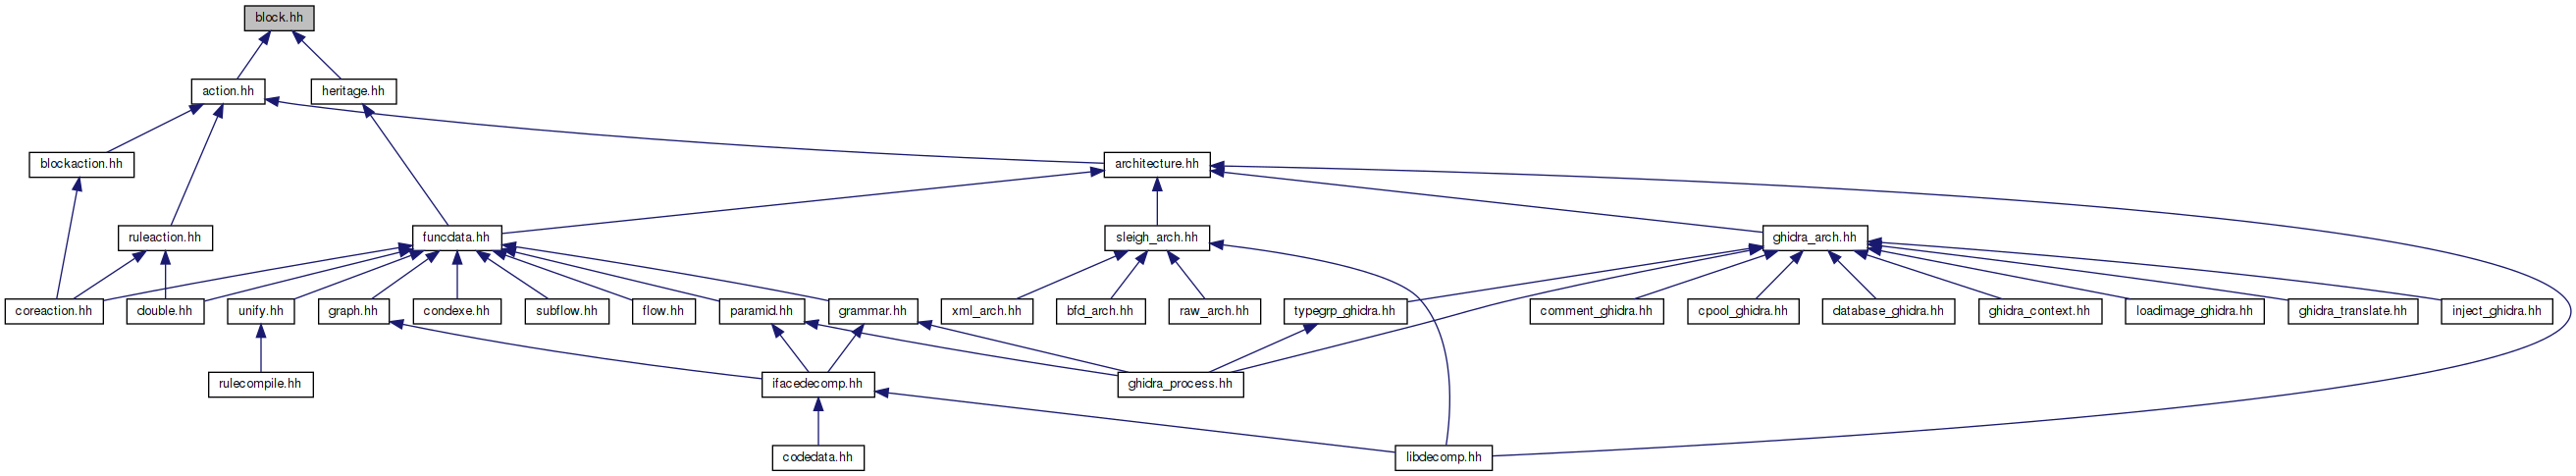 block.hh
action.hh
heritage.hh
blockaction.hh
architecture.hh
ruleaction.hh
funcdata.hh
sleigh_arch.hh
ghidra_arch.hh
coreaction.hh
double.hh
unify.hh
graph.hh
condexe.hh
subflow.hh
flow.hh
paramid.hh
grammar.hh
xml_arch.hh
bfd_arch.hh
raw_arch.hh
typegrp_ghidra.hh
comment_ghidra.hh
cpool_ghidra.hh
database_ghidra.hh
ghidra_context.hh
loadimage_ghidra.hh
ghidra_translate.hh
inject_ghidra.hh
rulecompile.hh
ifacedecomp.hh
ghidra_process.hh
codedata.hh
libdecomp.hh